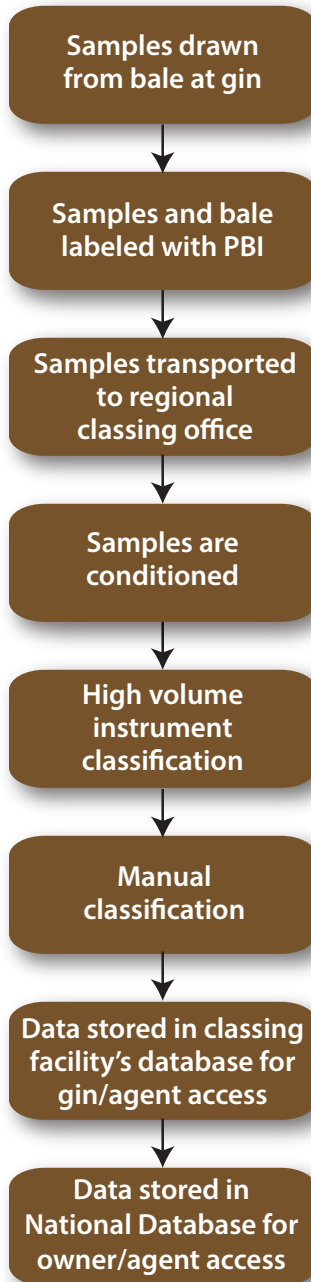 Samples drawn
from bale at gin
Samples and bale
labeled with PBI
Samples transported
to regional
classing office
Samples are
conditioned
High volume
instrument
classification
Manual
classification
Data stored in classing
facility’s database for
gin/agent access
Data stored in
National Database for
owner/agent access